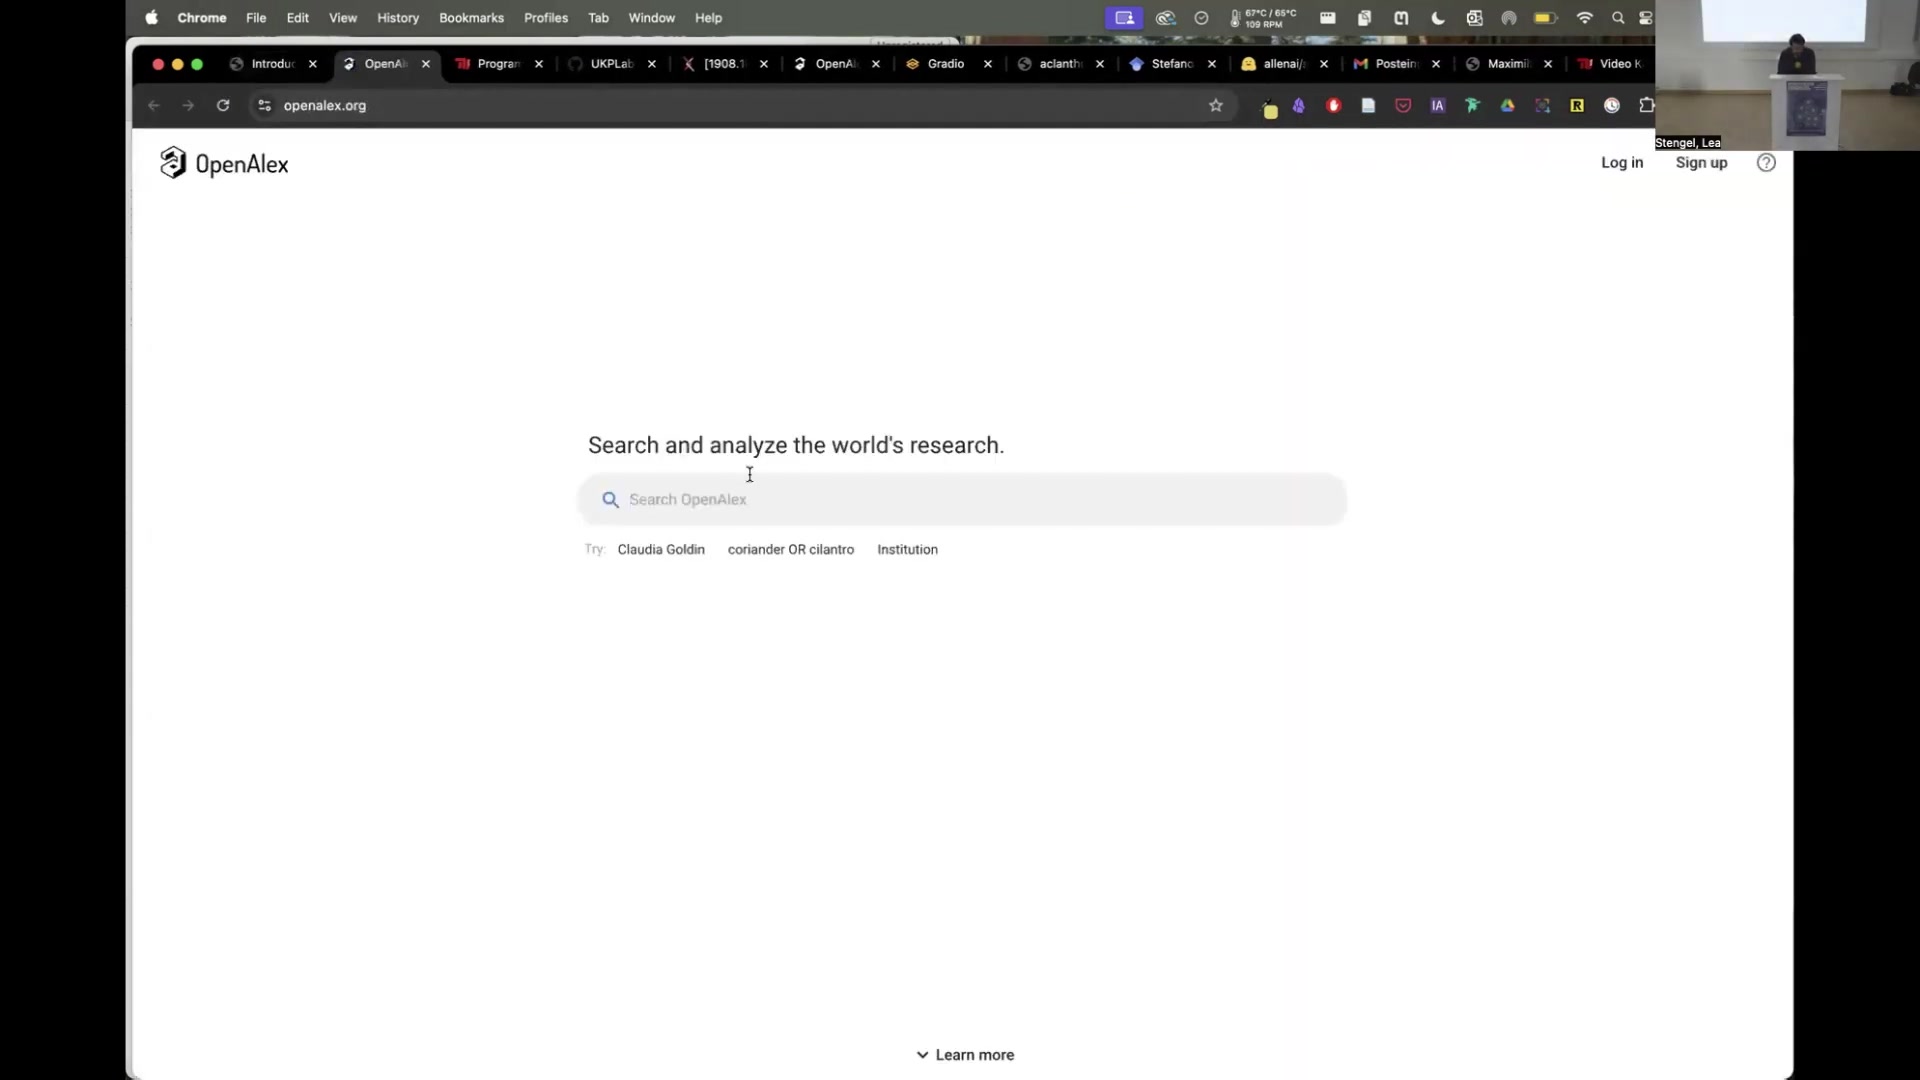 Chrome File Edit View History Bookmarks Profiles Tab Window Help
67°C / 65°C
109 RPM
Introduc OpenAl Program UKPLab [1908.1 OpenAl Gradio aclanth Stefano allenai/s Postein Maximil Video K
openalex.org
IA
R
Stengel, Lea
OpenAlex
Log in Sign up
Search and analyze the world's research.
Search OpenAlex
Try: Claudia Goldin coriander OR cilantro Institution
Learn more